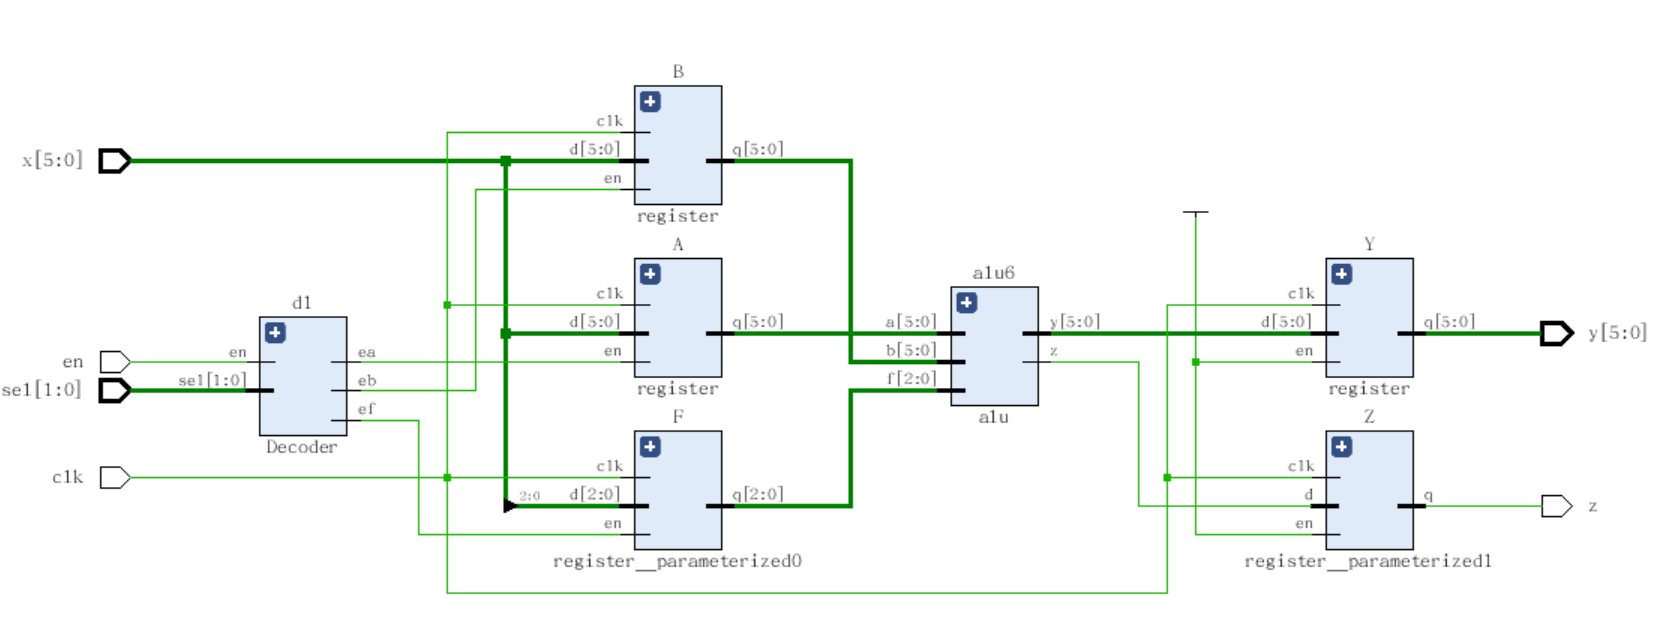 B
clk
x[5:0]
d[5:0]
q[5:0]
en
register
A
clk
d[5:0]
q[5:0]
en
register
d1
en
en
ea
sel[1:0]
sel[1:0]
eb
ef
Decoder
clk
F
clk
2:0
d[2:0]
q[2:0]
en
register__parameterized0
alu6
a[5:0]
y[5:0]
b[5:0]
z
f[2:0]
alu
Y
clk
d[5:0]
q[5:0]
y[5:0]
en
register
Z
clk
d
q
z
en
register__parameterized1